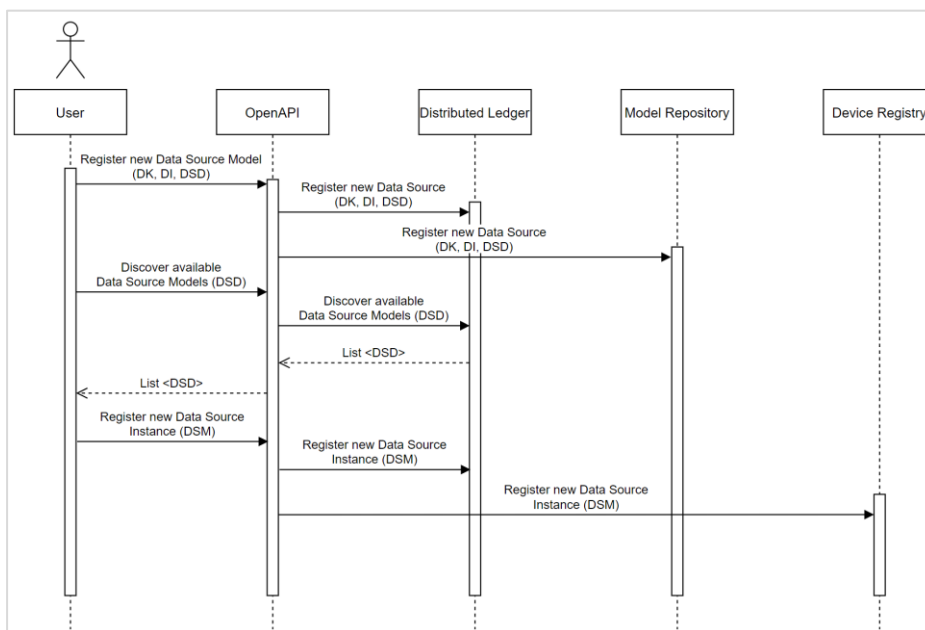 User
OpenAPI
Distributed Ledger
Model Repository
Device Registry
Register new Data Source Model
(DK, DI, DSD)
Register new Data Source
(DK, DI, DSD)
Register new Data Source
(DK, DI, DSD)
Discover available
Data Source Models (DSD)
Discover available
Data Source Models (DSD)
List <DSD>
List <DSD>
Register new Data Source
Instance (DSM)
Register new Data Source
Instance (DSM)
Register new Data Source
Instance (DSM)